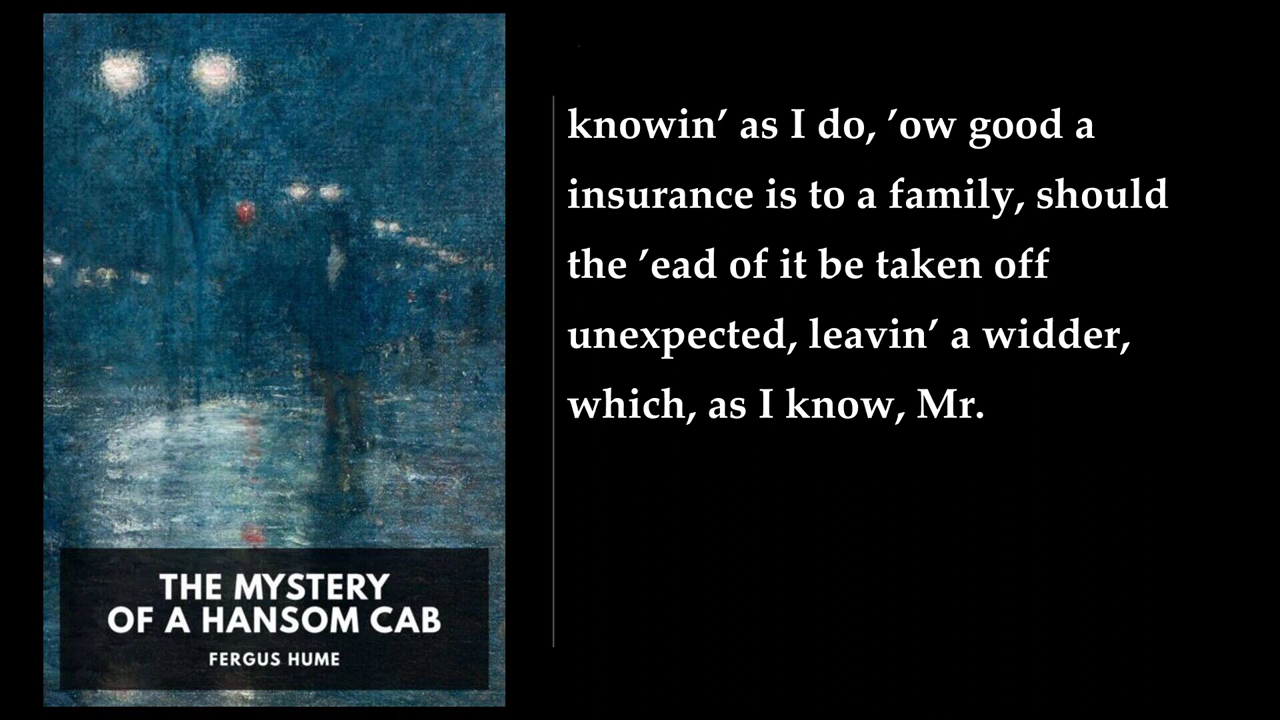 knowin’ as I do, ’ow good a
insurance is to a family, should
the ’ead of it be taken off
unexpected, leavin’ a widder,
which, as I know, Mr.
THE MYSTERY
OF A HANSOM CAB
FERGUS HUME